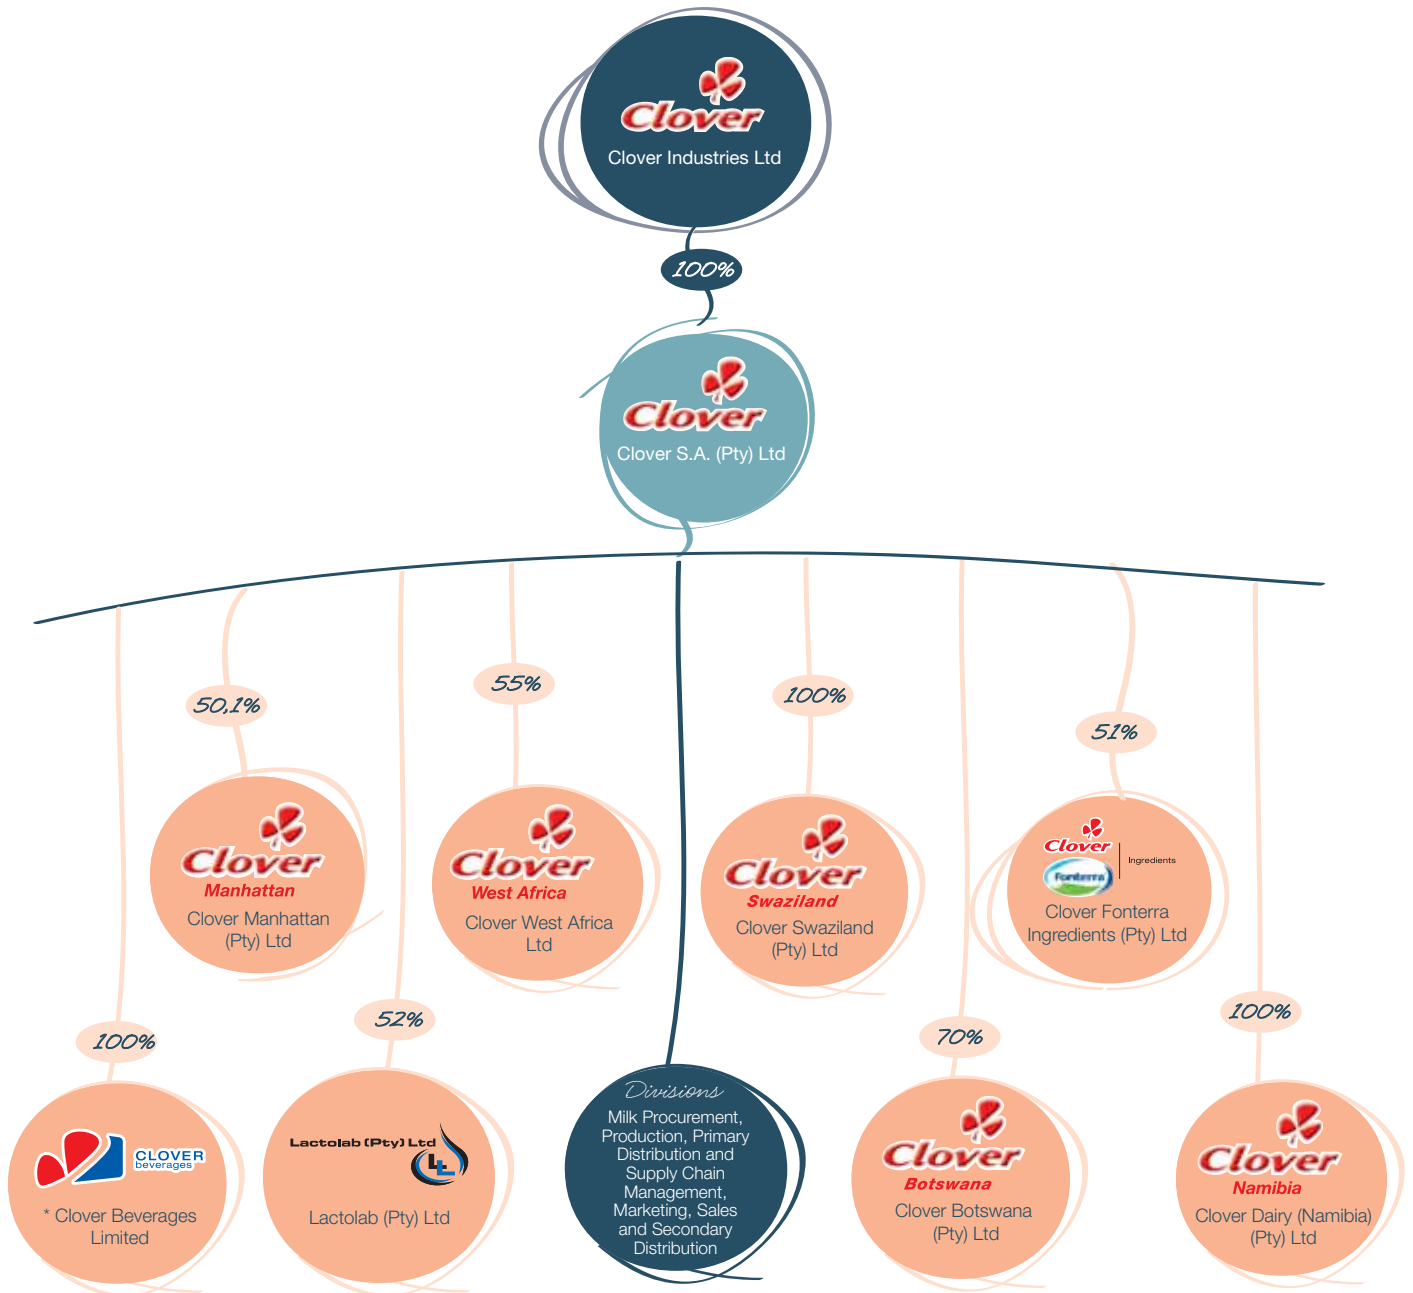 Clover
Clover Industries Ltd
100%
Clover
Clover S.A. (Pty) Ltd
50,1%
Clover
Manhattan
Clover Manhattan
(Pty) Ltd
55%
Clover
West Africa
Clover West Africa
Ltd
100%
Clover
Swaziland
Clover Swaziland
(Pty) Ltd
51%
Clover
Fonterra
Ingredients
Clover Fonterra
Ingredients (Pty) Ltd
100%
CLOVER
beverages
* Clover Beverages
Limited
52%
Lactolab (Pty) Ltd
LL
Lactolab (Pty) Ltd
Divisions
Milk Procurement,
Production, Primary
Distribution and
Supply Chain
Management,
Marketing, Sales
and Secondary
Distribution
70%
Clover
Botswana
Clover Botswana
(Pty) Ltd
100%
Clover
Namibia
Clover Dairy (Namibia)
(Pty) Ltd